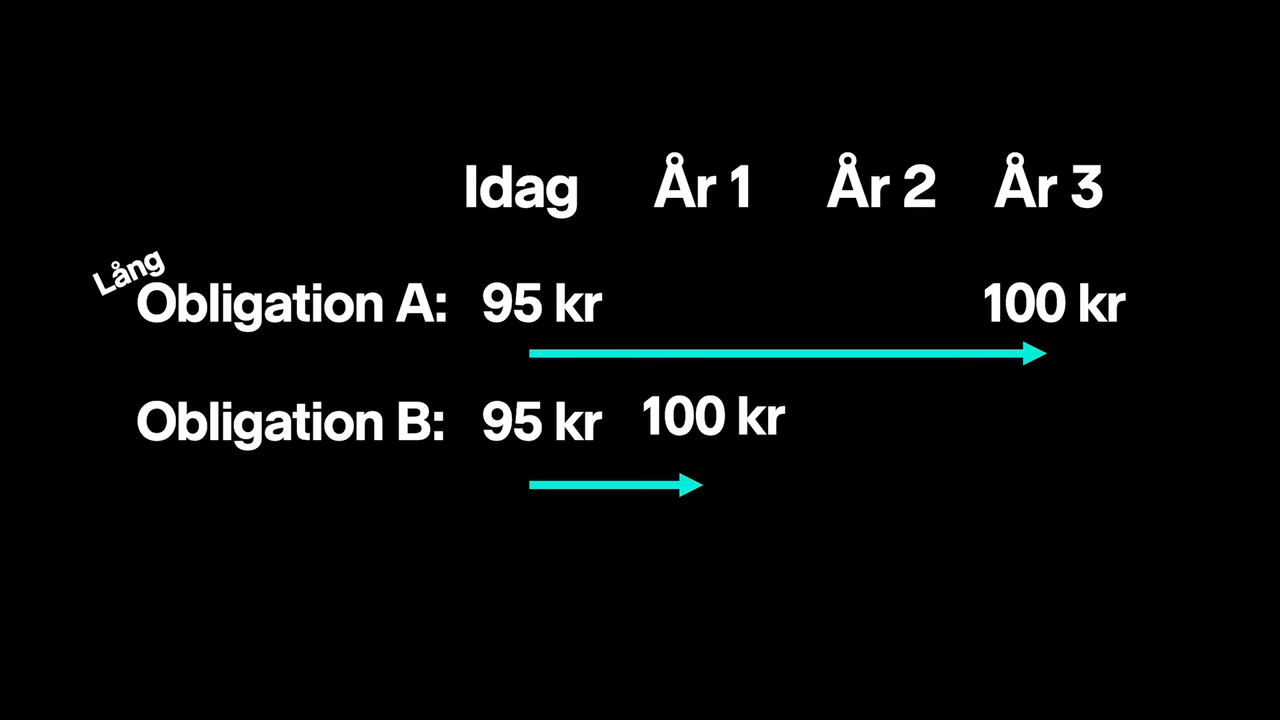 Idag År 1 År 2 År 3
Lång
Obligation A: 95 kr 100 kr
Obligation B: 95 kr 100 kr